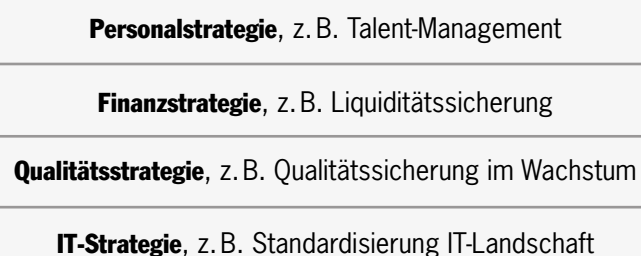 Personalstrategie, z. B. Talent-Management
Finanzstrategie, z. B. Liquiditätssicherung
Qualitätsstrategie, z. B. Qualitätssicherung im Wachstum
IT-Strategie, z. B. Standardisierung IT-Landschaft